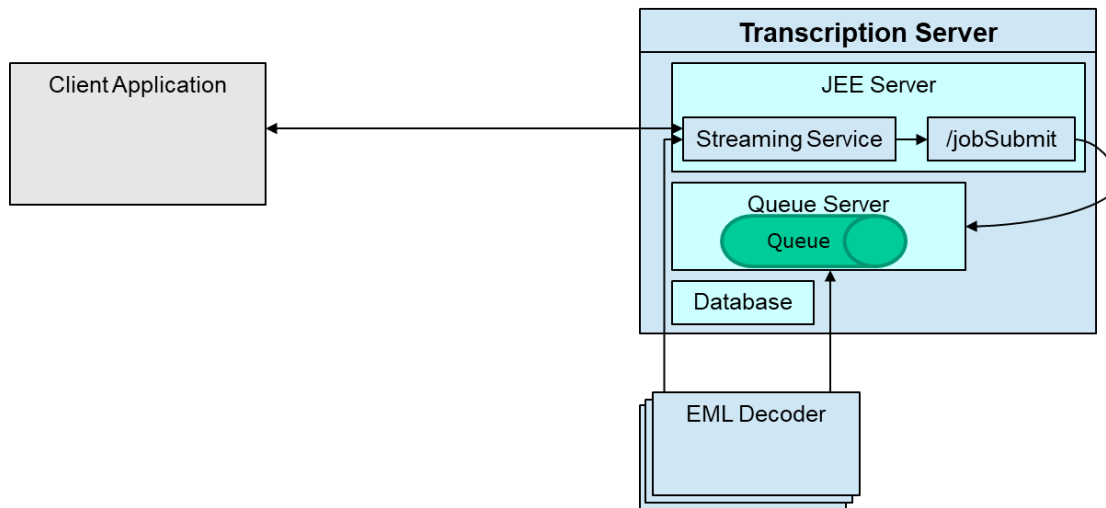 Transcription Server
Client Application
JEE Server
Streaming Service
/jobSubmit
Queue Server
Queue
Database
EML Decoder